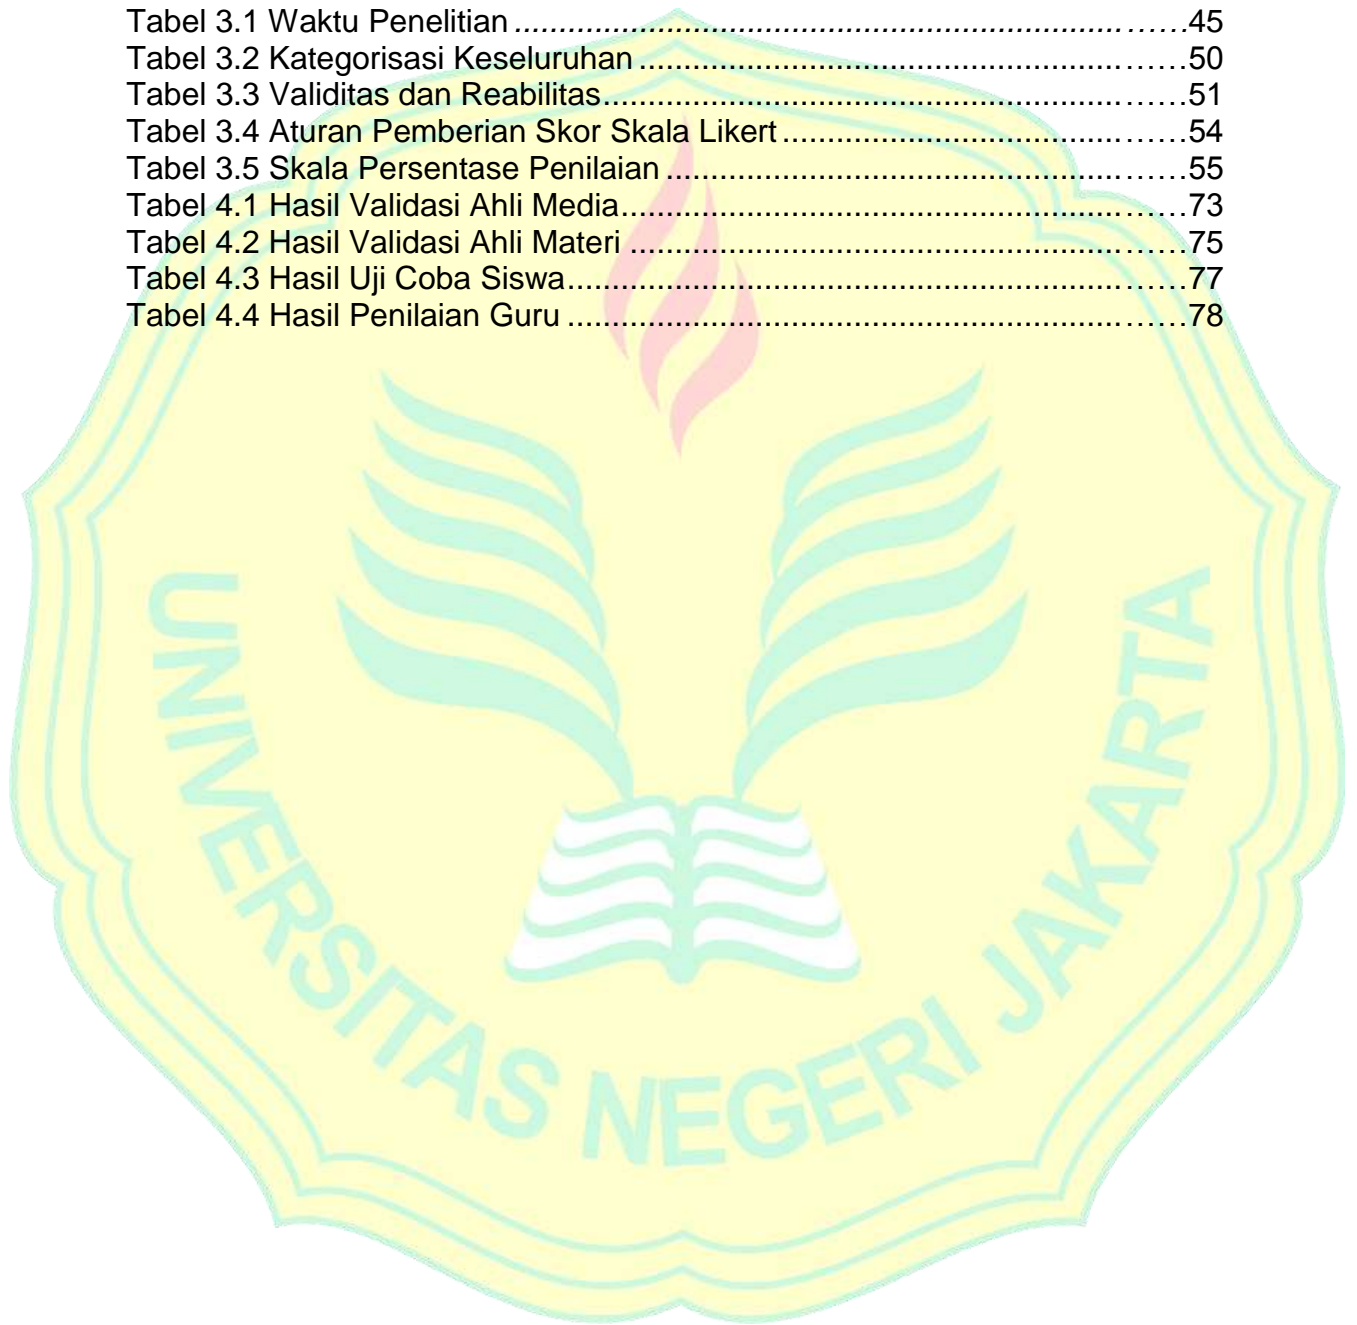 Tabel 3.1 Waktu Penelitian ......................................................................................45
Tabel 3.2 Kategorisasi Keseluruhan ......................................................................50
Tabel 3.3 Validitas dan Reabilitas..........................................................................51
Tabel 3.4 Aturan Pemberian Skor Skala Likert ......................................................54
Tabel 3.5 Skala Persentase Penilaian ....................................................................55
Tabel 4.1 Hasil Validasi Ahli Media........................................................................73
Tabel 4.2 Hasil Validasi Ahli Materi .......................................................................75
Tabel 4.3 Hasil Uji Coba Siswa..............................................................................77
Tabel 4.4 Hasil Penilaian Guru ..............................................................................78
UNIVERSITAS NEGERI JAKARTA